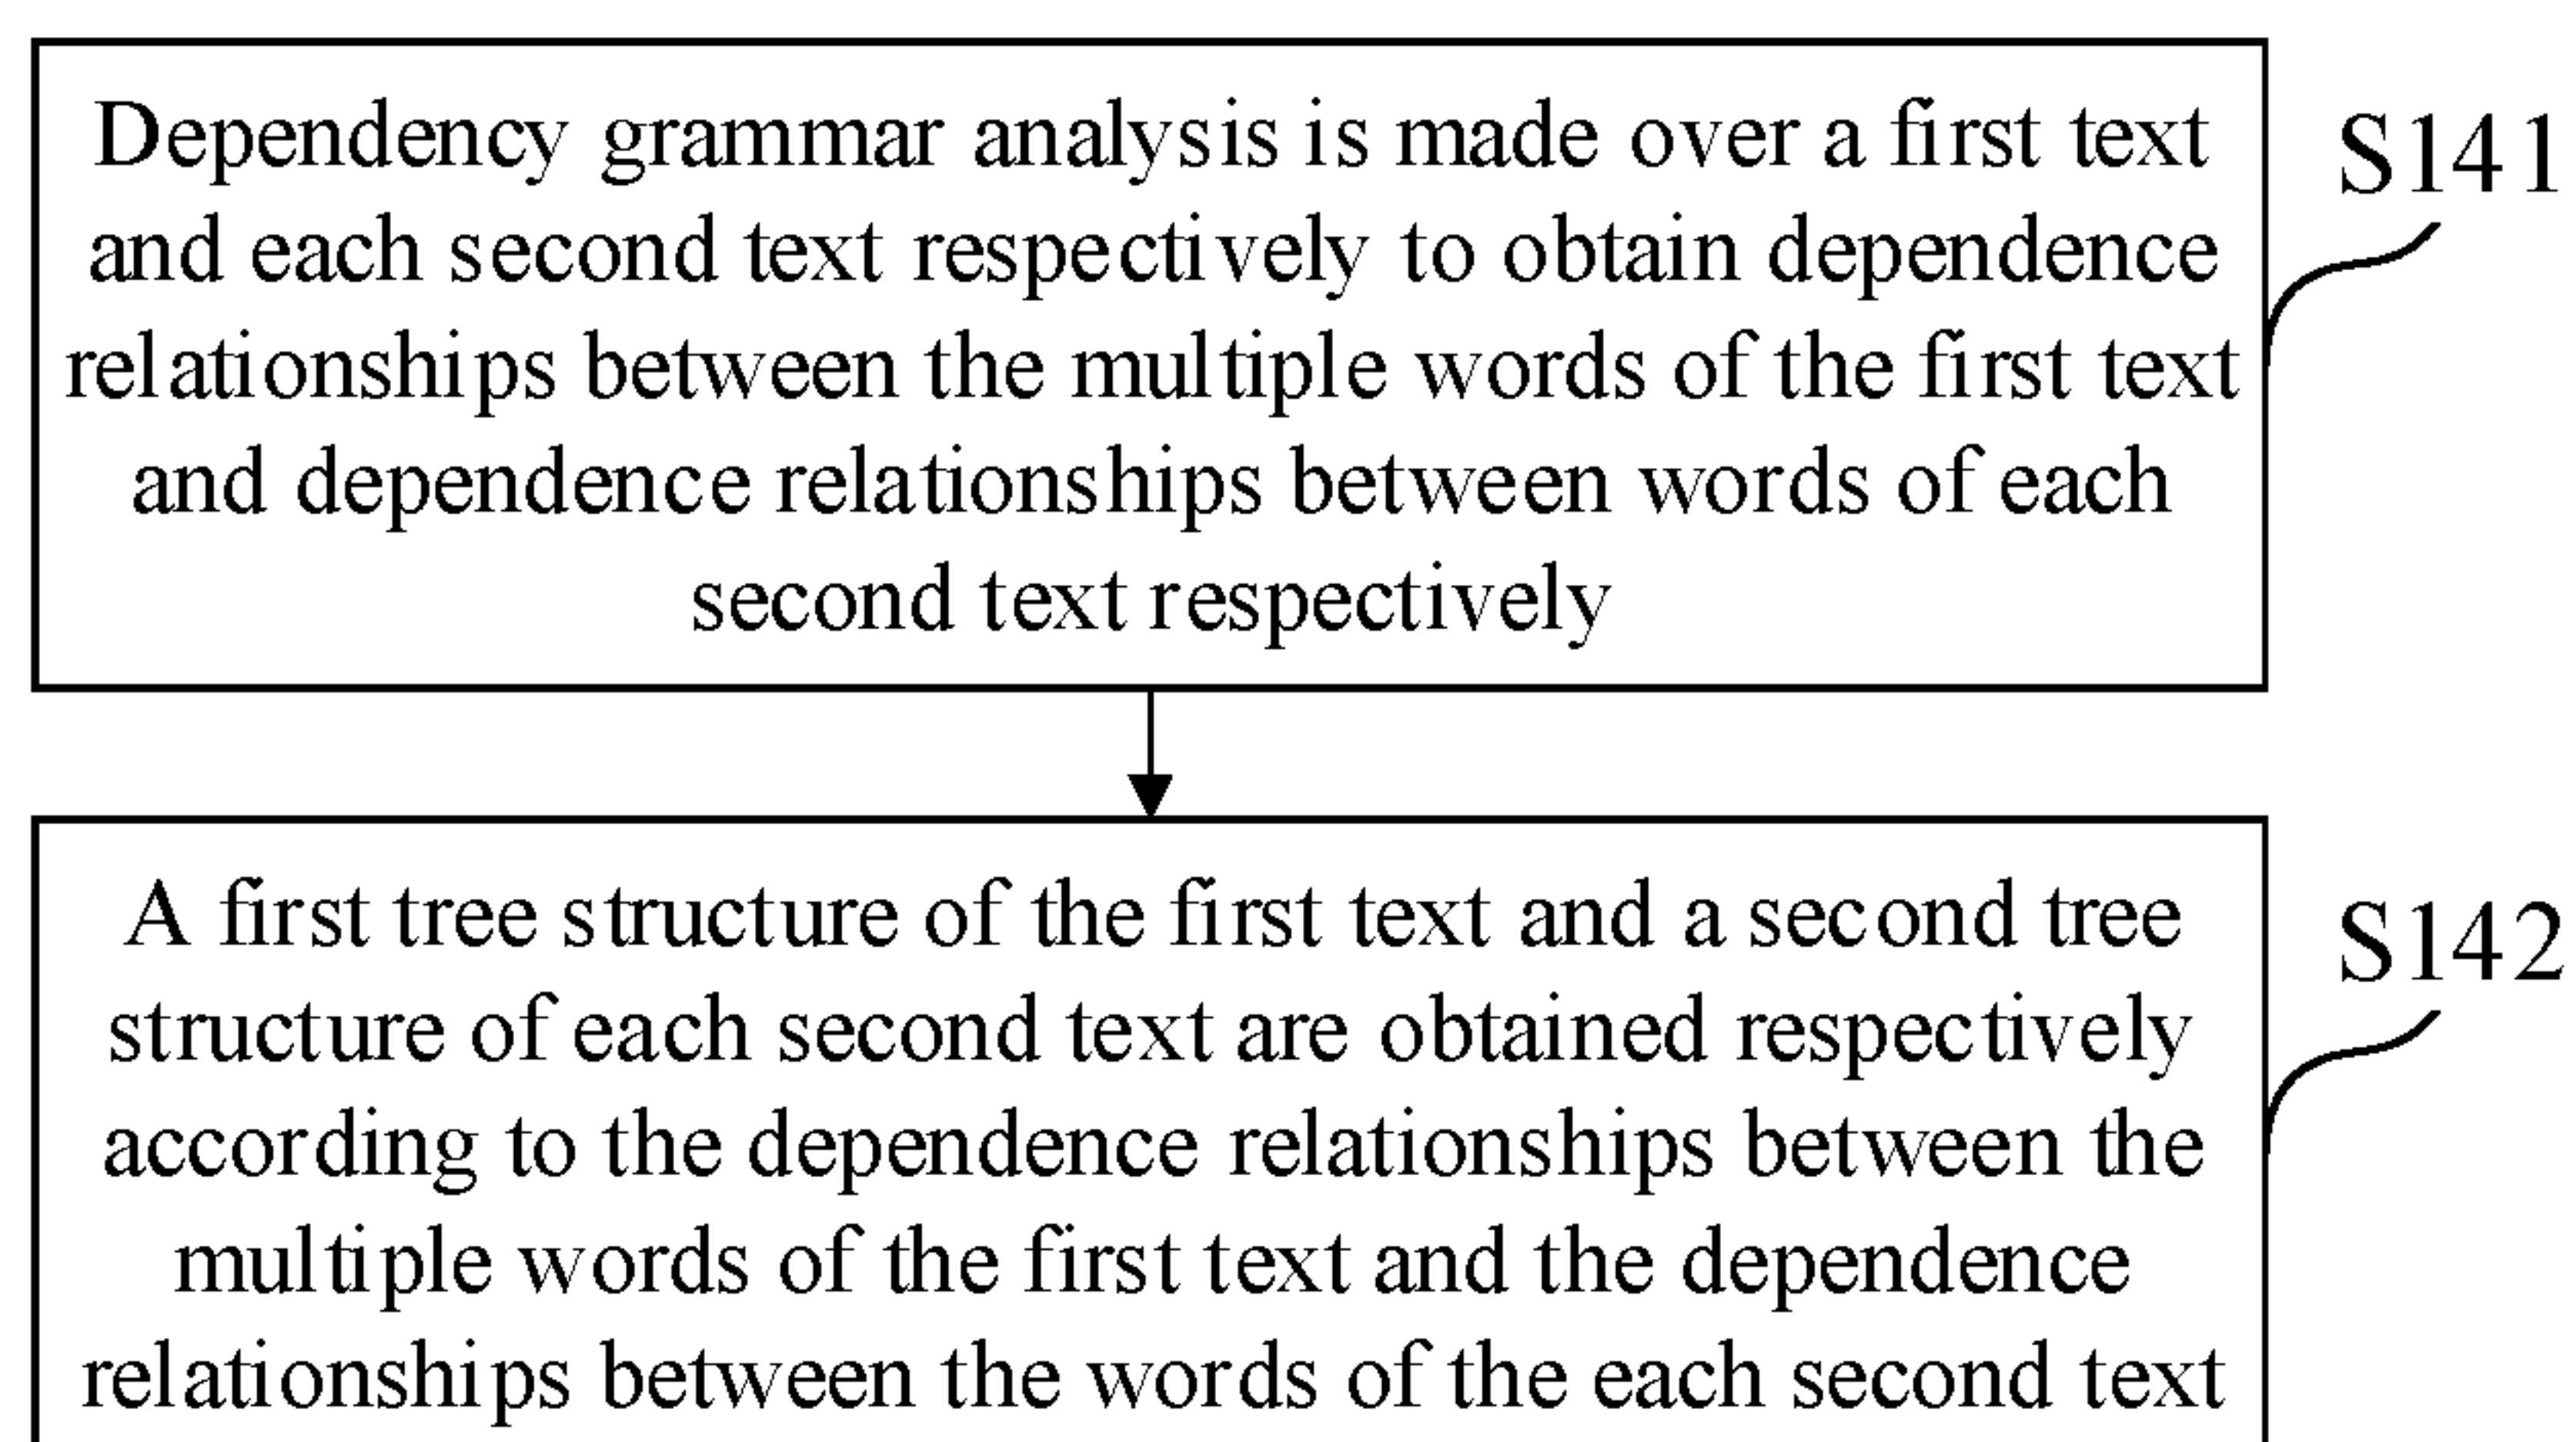 Dependency grammar analysis is made over a first text
and each second text respectively to obtain dependence
relationships between the multiple words of the first text
and dependence relationships between words of each
second text respectively
S141
A first tree structure of the first text and a second tree
structure of each second text are obtained respectively
according to the dependence relationships between the
multiple words of the first text and the dependence
relationships between the words of the each second text
S142